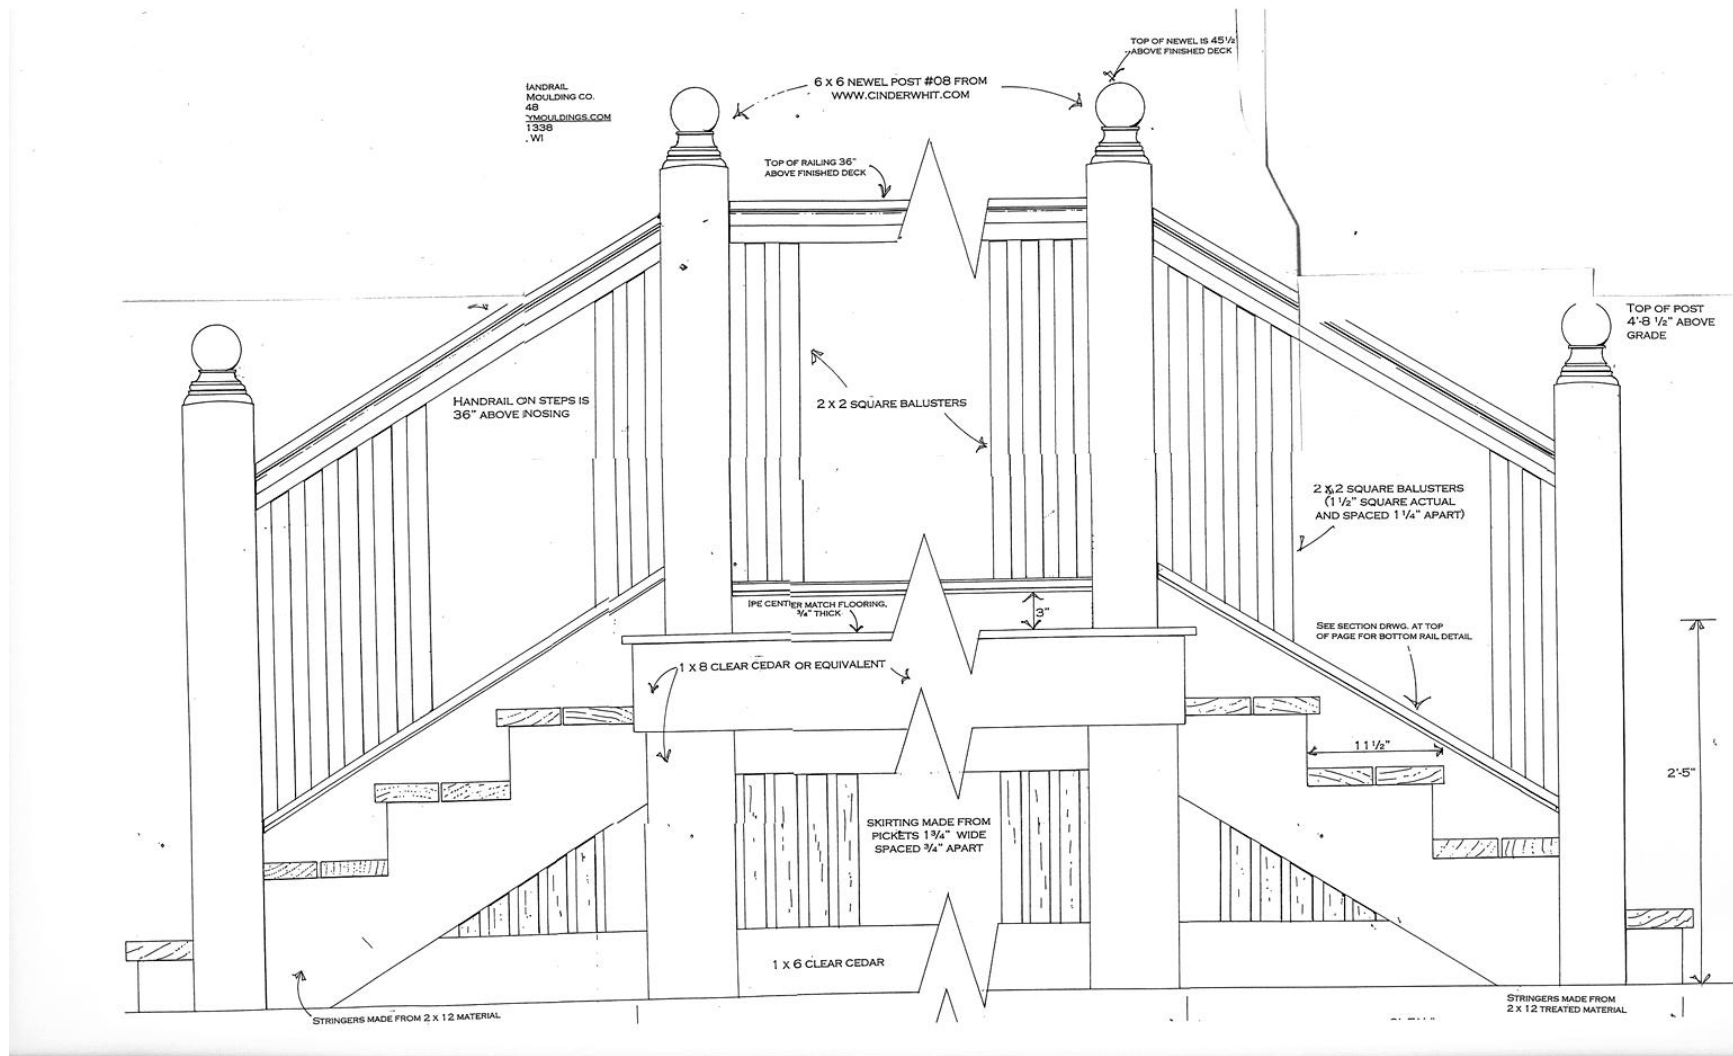 TOP OF NEWEL IS 45½
ABOVE FINISHED DECK
6 X 6 NEWEL POST #08 FROM
WWW.CINDERWHIT.COM
ANDRAIL
MOULDING CO.
48
YMOULDINGS.COM
1338
, WI
TOP OF RAILING 36"
ABOVE FINISHED DECK
TOP OF POST
4'-8 ½" ABOVE
GRADE
HANDRAIL ON STEPS IS
36" ABOVE NOSING
2 X 2 SQUARE BALUSTERS
2 X 2 SQUARE BALUSTERS
(1 ½" SQUARE ACTUAL
AND SPACED 1 ¼" APART)
IPE CENTER MATCH FLOORING,
¾" THICK
3"
SEE SECTION DRWG. AT TOP
OF PAGE FOR BOTTOM RAIL DETAIL
1 X 8 CLEAR CEDAR OR EQUIVALENT
11 ½"
2'-5"
SKIRTING MADE FROM
PICKETS 1¾" WIDE
SPACED ¾" APART
1 X 6 CLEAR CEDAR
STRINGERS MADE FROM 2 X 12 MATERIAL
STRINGERS MADE FROM
2 X 12 TREATED MATERIAL